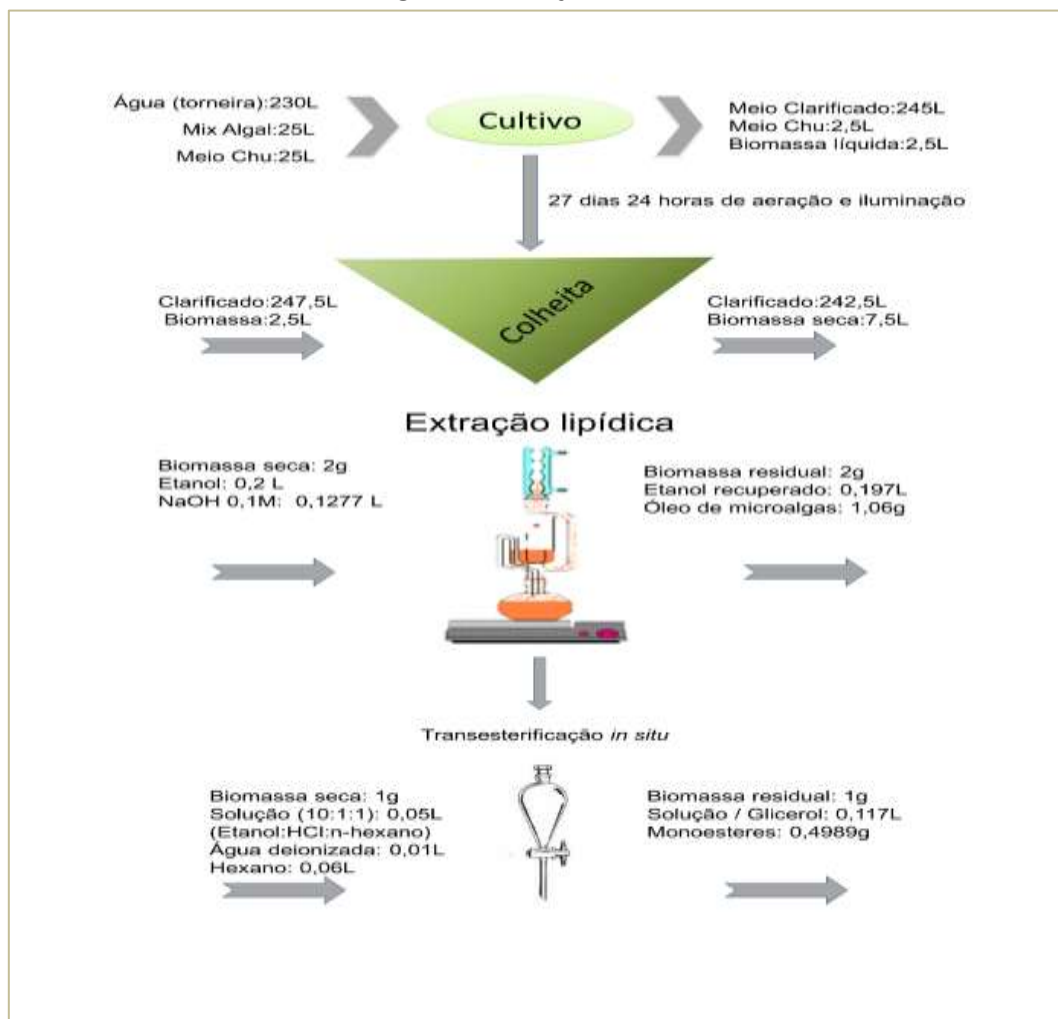 Água (torneira):230L
Mix Algal:25L
Meio Chu:25L
Cultivo
Meio Clarificado:245L
Meio Chu:2,5L
Biomassa líquida:2,5L
27 dias 24 horas de aeração e iluminação
Clarificado:247,5L
Biomassa:2,5L
Colheita
Clarificado:242,5L
Biomassa seca:7,5L
Extração lipídica
Biomassa seca: 2g
Etanol: 0,2 L
NaOH 0,1M: 0,1277 L
Biomassa residual: 2g
Etanol recuperado: 0,197L
Óleo de microalgas: 1,06g
Transesterificação in situ
Biomassa seca: 1g
Solução (10:1:1): 0,05L
(Etanol:HCl:n-hexano)
Água deionizada: 0,01L
Hexano: 0,06L
Biomassa residual: 1g
Solução / Glicerol: 0,117L
Monoesteres: 0,4989g